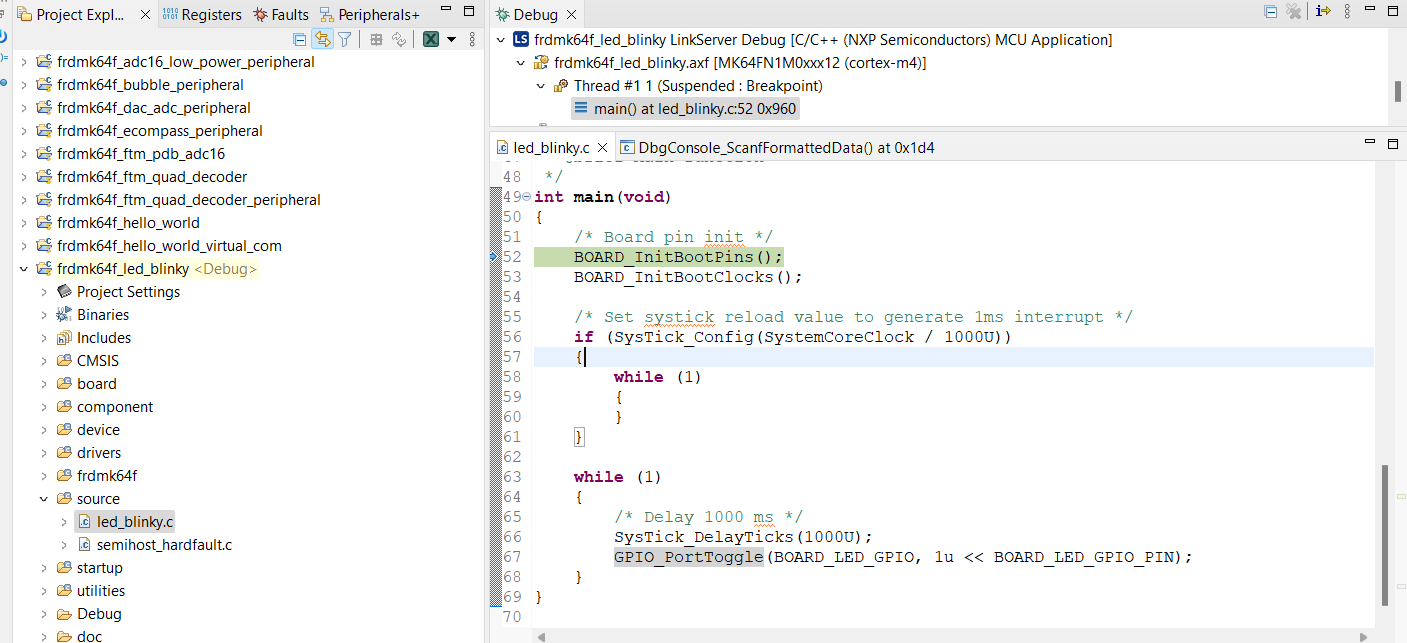 Project Expl... Registers Faults Peripherals+
frdmk64f_adc16_low_power_peripheral
frdmk64f_bubble_peripheral
frdmk64f_dac_adc_peripheral
frdmk64f_ecompass_peripheral
frdmk64f_ftm_pdb_adc16
frdmk64f_ftm_quad_decoder
frdmk64f_ftm_quad_decoder_peripheral
frdmk64f_hello_world
frdmk64f_hello_world_virtual_com
frdmk64f_led_blinky <Debug>
Project Settings
Binaries
Includes
CMSIS
board
component
device
drivers
frdmk64f
source
led_blinky.c
semihost_hardfault.c
startup
utilities
Debug
doc
Debug
LS frdmk64f_led_blinky LinkServer Debug [C/C++ (NXP Semiconductors) MCU Application]
frdmk64f_led_blinky.axf [MK64FN1M0xxx12 (cortex-m4)]
Thread #1 1 (Suspended : Breakpoint)
main() at led_blinky.c:52 0x960
led_blinky.c DbgConsole_ScanfFormattedData() at 0x1d4
48 */
49 int main(void)
50 {
51 /* Board pin init */
52 BOARD_InitBootPins();
53 BOARD_InitBootClocks();
54
55 /* Set systick reload value to generate 1ms interrupt */
56 if (SysTick_Config(SystemCoreClock / 1000U))
57 {
58 while (1)
59 {
60 }
61 }
62
63 while (1)
64 {
65 /* Delay 1000 ms */
66 SysTick_DelayTicks(1000U);
67 GPIO_PortToggle(BOARD_LED_GPIO, 1u << BOARD_LED_GPIO_PIN);
68 }
69 }
70